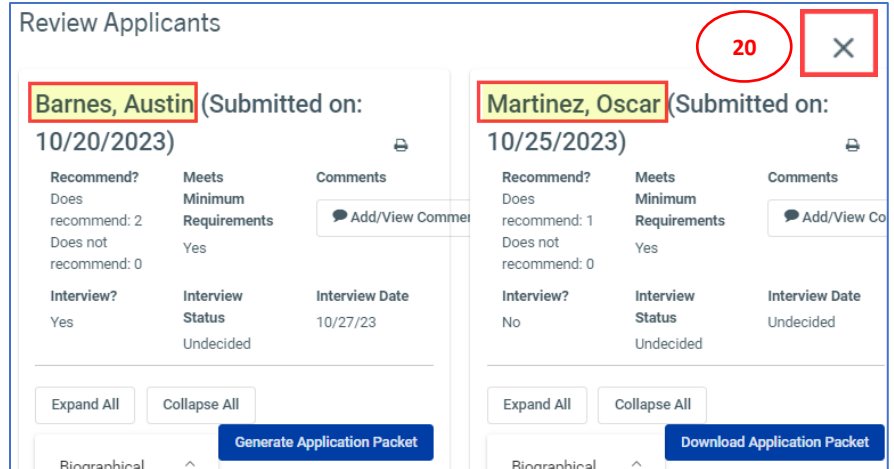 Review Applicants
20
Barnes, Austin (Submitted on:
10/20/2023)
Recommend?
Does
recommend: 2
Does not
recommend: 0
Meets
Minimum
Requirements
Yes
Comments
Add/View Commen
Interview?
Yes
Interview
Status
Undecided
Interview Date
10/27/23
Expand All
Collapse All
Generate Application Packet
Biographical
Martinez, Oscar (Submitted on:
10/25/2023)
Recommend?
Does
recommend: 1
Does not
recommend: 0
Meets
Minimum
Requirements
Yes
Comments
Add/View Co
Interview?
No
Interview
Status
Undecided
Interview Date
Undecided
Expand All
Collapse All
Download Application Packet
Biographical